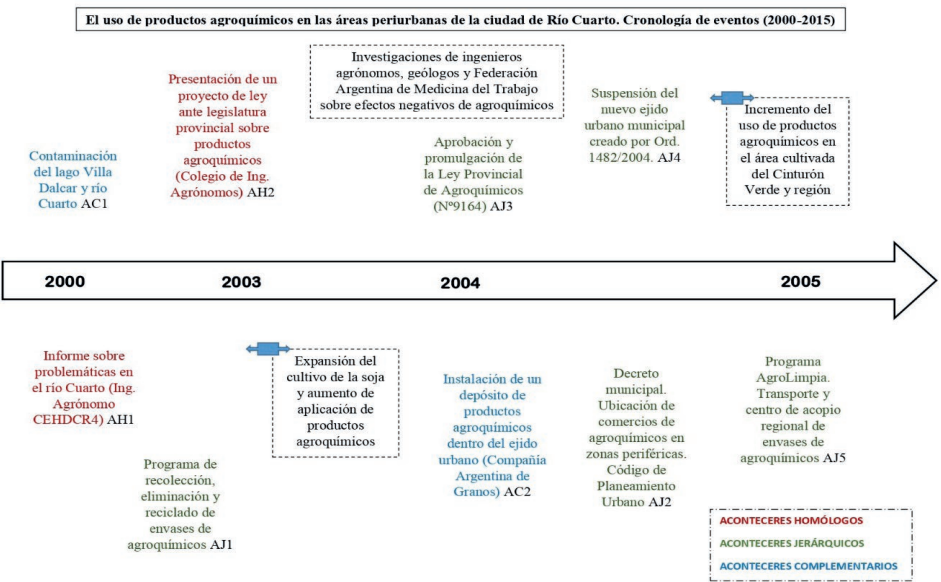 El uso de productos agroquímicos en las áreas periurbanas de la ciudad de Río Cuarto. Cronología de eventos (2000-2015)
Contaminación
del lago Villa
Dalcar y río
Cuarto AC1
Presentación de un
proyecto de ley
ante legislatura
provincial sobre
productos
agroquímicos
(Colegio de Ing.
Agrónomos) AH2
Investigaciones de ingenieros
agrónomos, geólogos y Federación
Argentina de Medicina del Trabajo
sobre efectos negativos de agroquímicos
Aprobación y
promulgación de
la Ley Provincial
de Agroquímicos
(Nº9164) AJ3
Suspensión del
nuevo ejido
urbano municipal
creado por Ord.
1482/2004. AJ4
Incremento del
uso de productos
agroquímicos en
el área cultivada
del Cinturón
Verde y región
2000
2003
2004
2005
Informe sobre
problemáticas en
el río Cuarto (Ing.
Agrónomo
CEHDCR4) AH1
Programa de
recolección,
eliminación y
reciclado de
envases de
agroquímicos AJ1
Expansión del
cultivo de la soja
y aumento de
aplicación de
productos
agroquímicos
Instalación de un
depósito de
productos
agroquímicos
dentro del ejido
urbano (Compañía
Argentina de
Granos) AC2
Decreto
municipal.
Ubicación de
comercios de
agroquímicos en
zonas periféricas.
Código de
Planeamiento
Urbano AJ2
Programa
AgroLimpia.
Transporte y
centro de acopio
regional de
envases de
agroquímicos AJ5
ACONTECERES HOMÓLOGOS
ACONTECERES JERÁRQUICOS
ACONTECERES COMPLEMENTARIOS